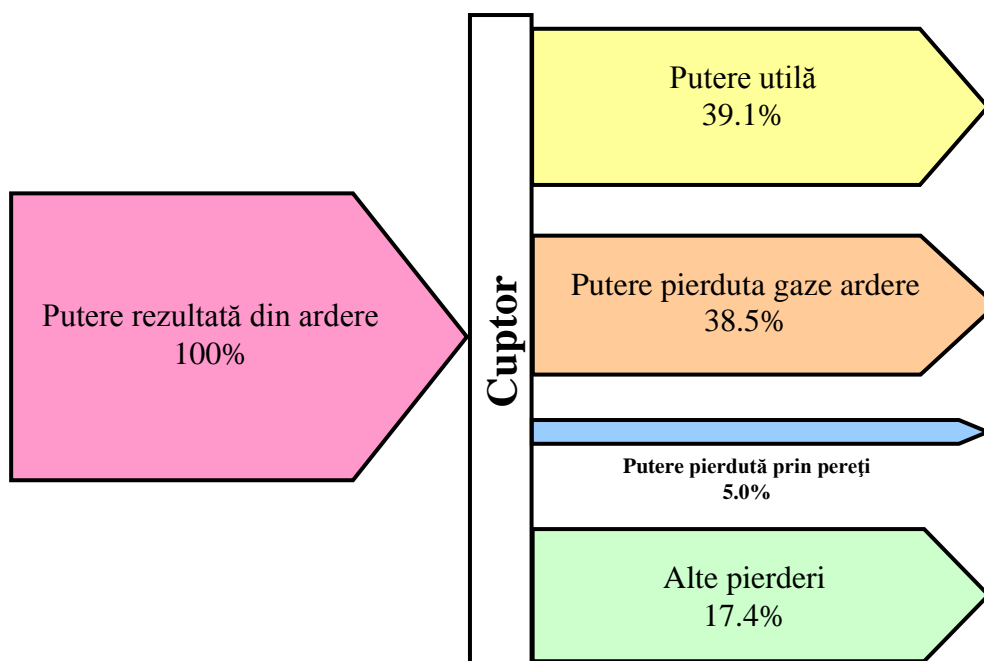 Putere rezultată din ardere
100%
Cuptor
Putere utilă
39.1%
Putere pierduta gaze ardere
38.5%
Putere pierdută prin pereţi
5.0%
Alte pierderi
17.4%